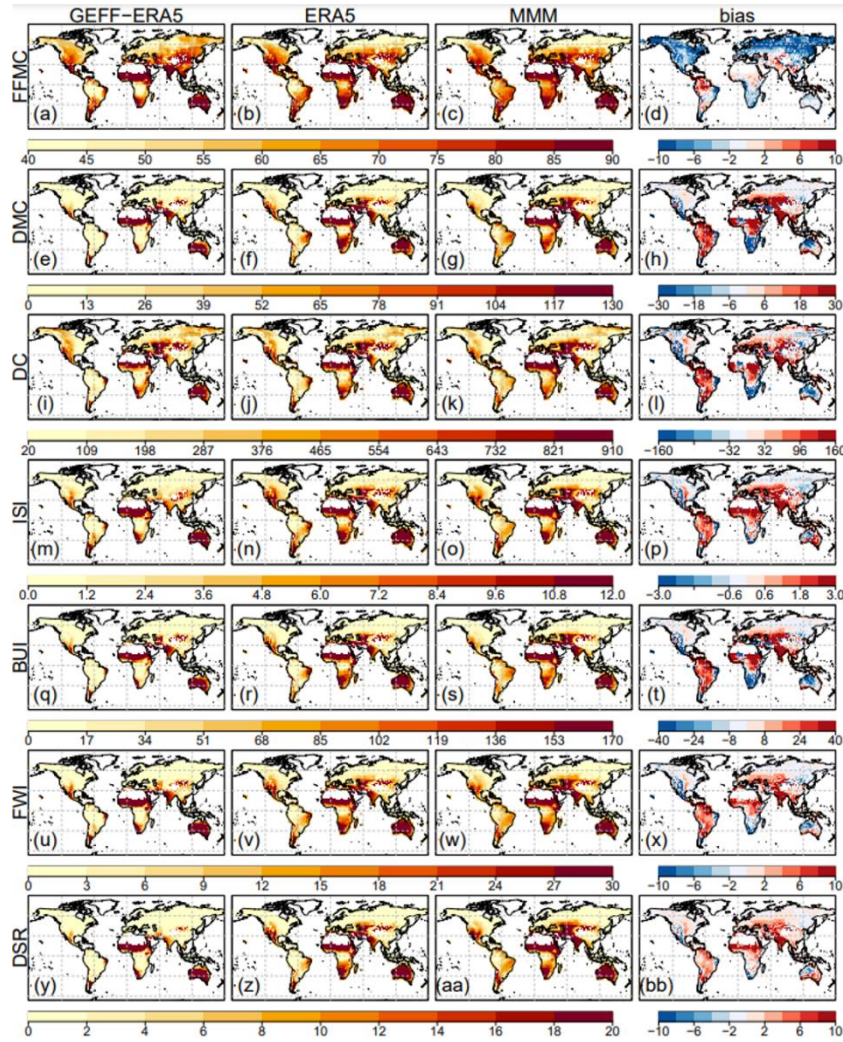 GEFF−ERA5 ERA5 MMM bias
FFMC (a) (b) (c) (d)
40 45 50 55 60 65 70 75 80 85 90 −10 −6 −2 2 6 10
DMC (e) (f) (g) (h)
0 13 26 39 52 65 78 91 104 117 130 −30 −18 −6 6 18 30
DC (i) (j) (k) (l)
20 109 198 287 376 465 554 643 732 821 910 −160 −32 32 96 160
ISI (m) (n) (o) (p)
0.0 1.2 2.4 3.6 4.8 6.0 7.2 8.4 9.6 10.8 12.0 −3.0 −0.6 0.6 1.8 3.0
BUI (q) (r) (s) (t)
0 17 34 51 68 85 102 119 136 153 170 −40 −24 −8 8 24 40
FWI (u) (v) (w) (x)
0 3 6 9 12 15 18 21 24 27 30 −10 −6 −2 2 6 10
DSR (y) (z) (aa) (bb)
0 2 4 6 8 10 12 14 16 18 20 −10 −6 −2 2 6 10